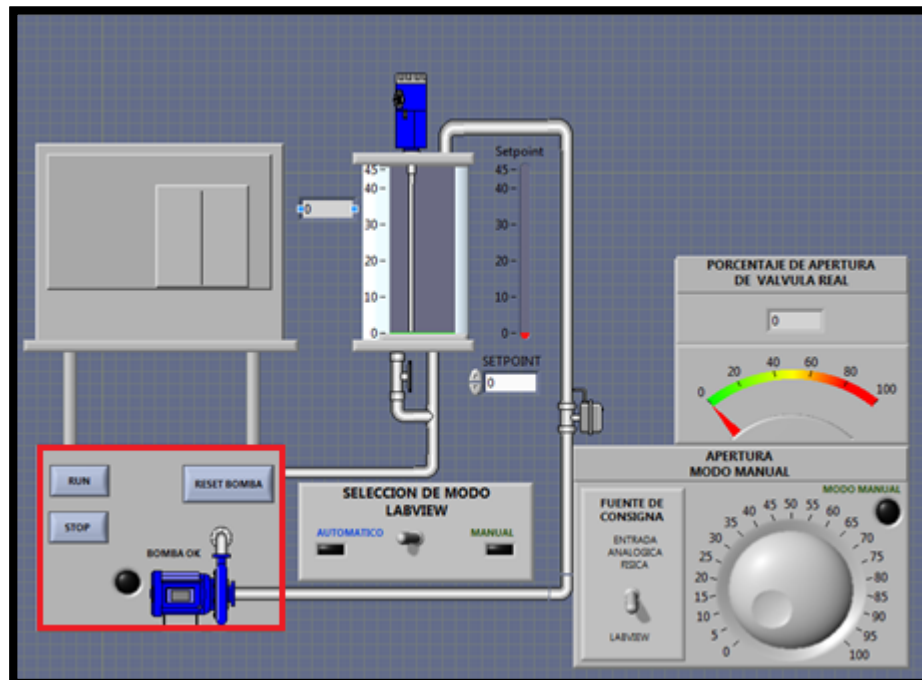 Setpoint
45
40
30
20
10
0
45
40
30
20
10
0
0
SETPOINT
0
PORCENTAJE DE APERTURA
DE VALVULA REAL
0
0
20
40
60
80
100
RUN
RESET BOMBA
STOP
BOMBA OK
SELECCION DE MODO
LABVIEW
AUTOMATICO
MANUAL
APERTURA
MODO MANUAL
MODO MANUAL
FUENTE DE
CONSIGNA
ENTRADA
ANALOGICA
FISICA
LABVIEW
0
5
10
15
20
25
30
35
40
45
50
55
60
65
70
75
80
85
90
95
100